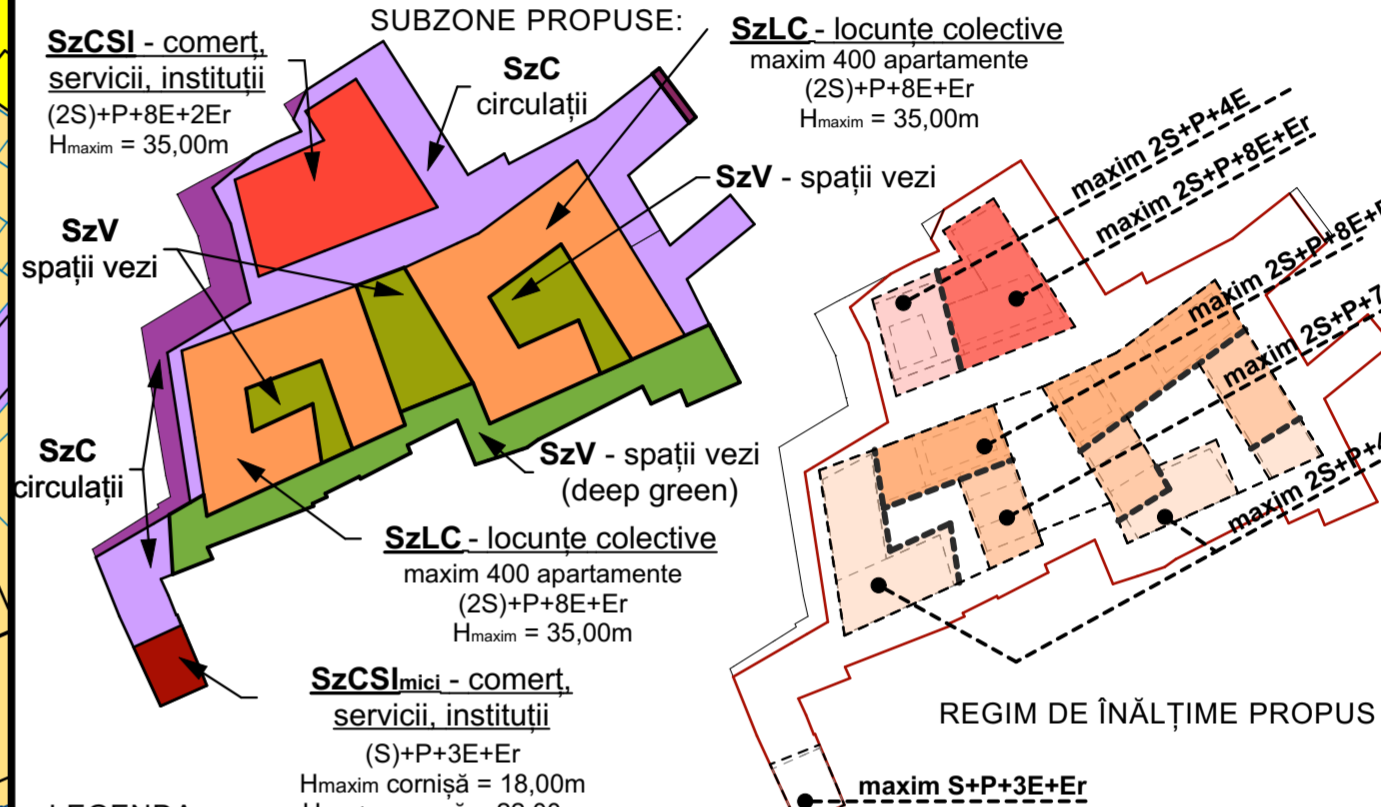 SUBZONE PROPUSE:
SzCSI - comerț,
servicii, instituții
(2S)+P+8E+2Er
Hmaxim = 35,00m
SzC
circulații
SzLC - locunțe colective
maxim 400 apartamente
(2S)+P+8E+Er
Hmaxim = 35,00m
SzV - spații vezi
SzV
spații vezi
SzC
circulații
SzV - spații vezi
(deep green)
SzLC - locunțe colective
maxim 400 apartamente
(2S)+P+8E+Er
Hmaxim = 35,00m
SzCSImici - comerț,
servicii, instituții
(S)+P+3E+Er
Hmaxim cornișă = 18,00m
maxim 2S+P+4E
maxim 2S+P+8E+Er
maxim 2S+P+8E+E
maxim 2S+P+7
maxim 2S+P+4
REGIM DE ÎNĂLȚIME PROPUS
maxim S+P+3E+Er